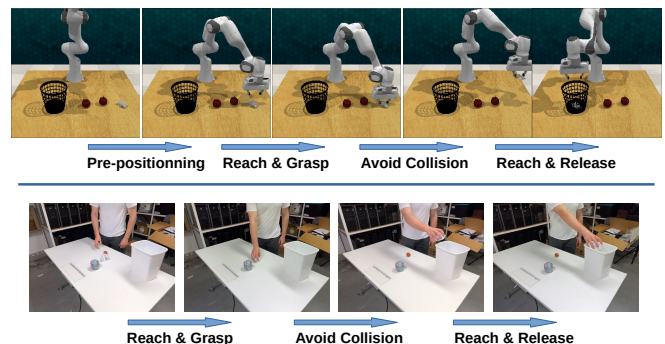 Pre-positionning Reach & Grasp Avoid Collision Reach & Release
Reach & Grasp Avoid Collision Reach & Release